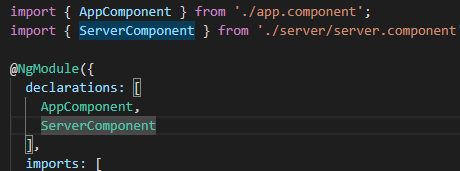 import { AppComponent } from './app.component';
import { ServerComponent } from './server/server.component
@NgModule({
declarations: [
AppComponent,
ServerComponent
],
imports: [